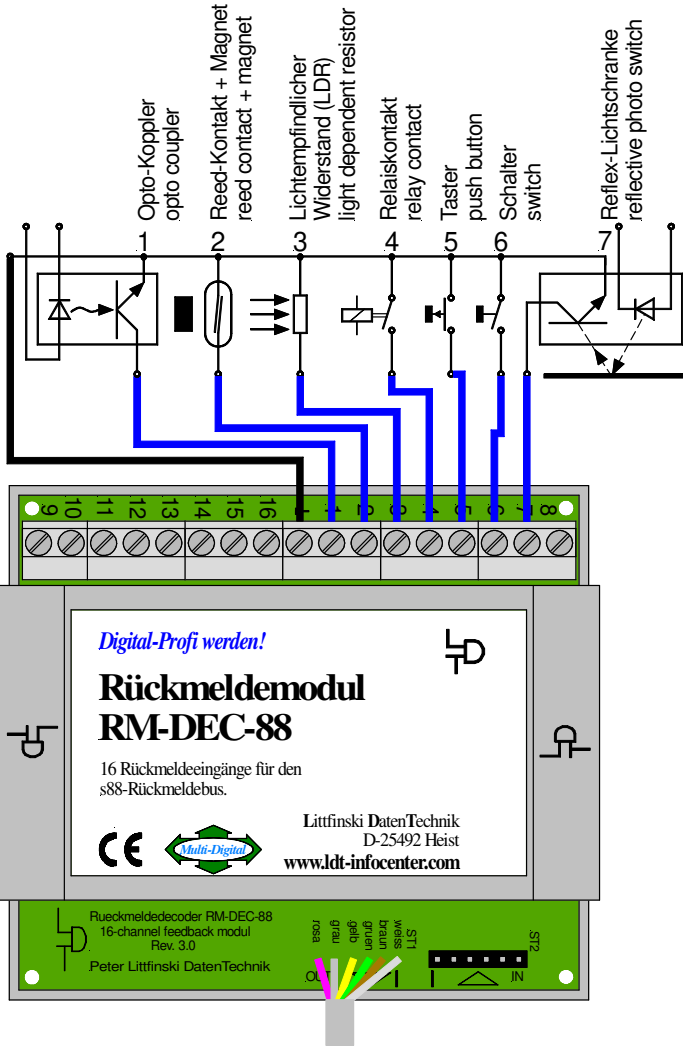 Opto-Koppler
opto coupler
Reed-Kontakt + Magnet
reed contact + magnet
Lichtempfindlicher
Widerstand (LDR)
light dependent resistor
Relaiskontakt
relay contact
Taster
push button
Schalter
switch
Reflex-Lichtschranke
reflective photo switch
1 2 3 4 5 6 7
9 10 11 12 13 14 15 16 1 2 3 4 5 6 7 8
Digital-Profi werden!
Rückmeldemodul
RM-DEC-88
16 Rückmeldeeingänge für den
s88-Rückmeldebus.
CE
Multi-Digital
Littfinski DatenTechnik
D-25492 Heist
www.ldt-infocenter.com
Rueckmeldedecoder RM-DEC-88
16-channel feedback modul
Rev. 3.0
Peter Littfinski DatenTechnik
rosa
grau
gelb
gruen
braun
weiss
ST1
OUT
ST2
IN